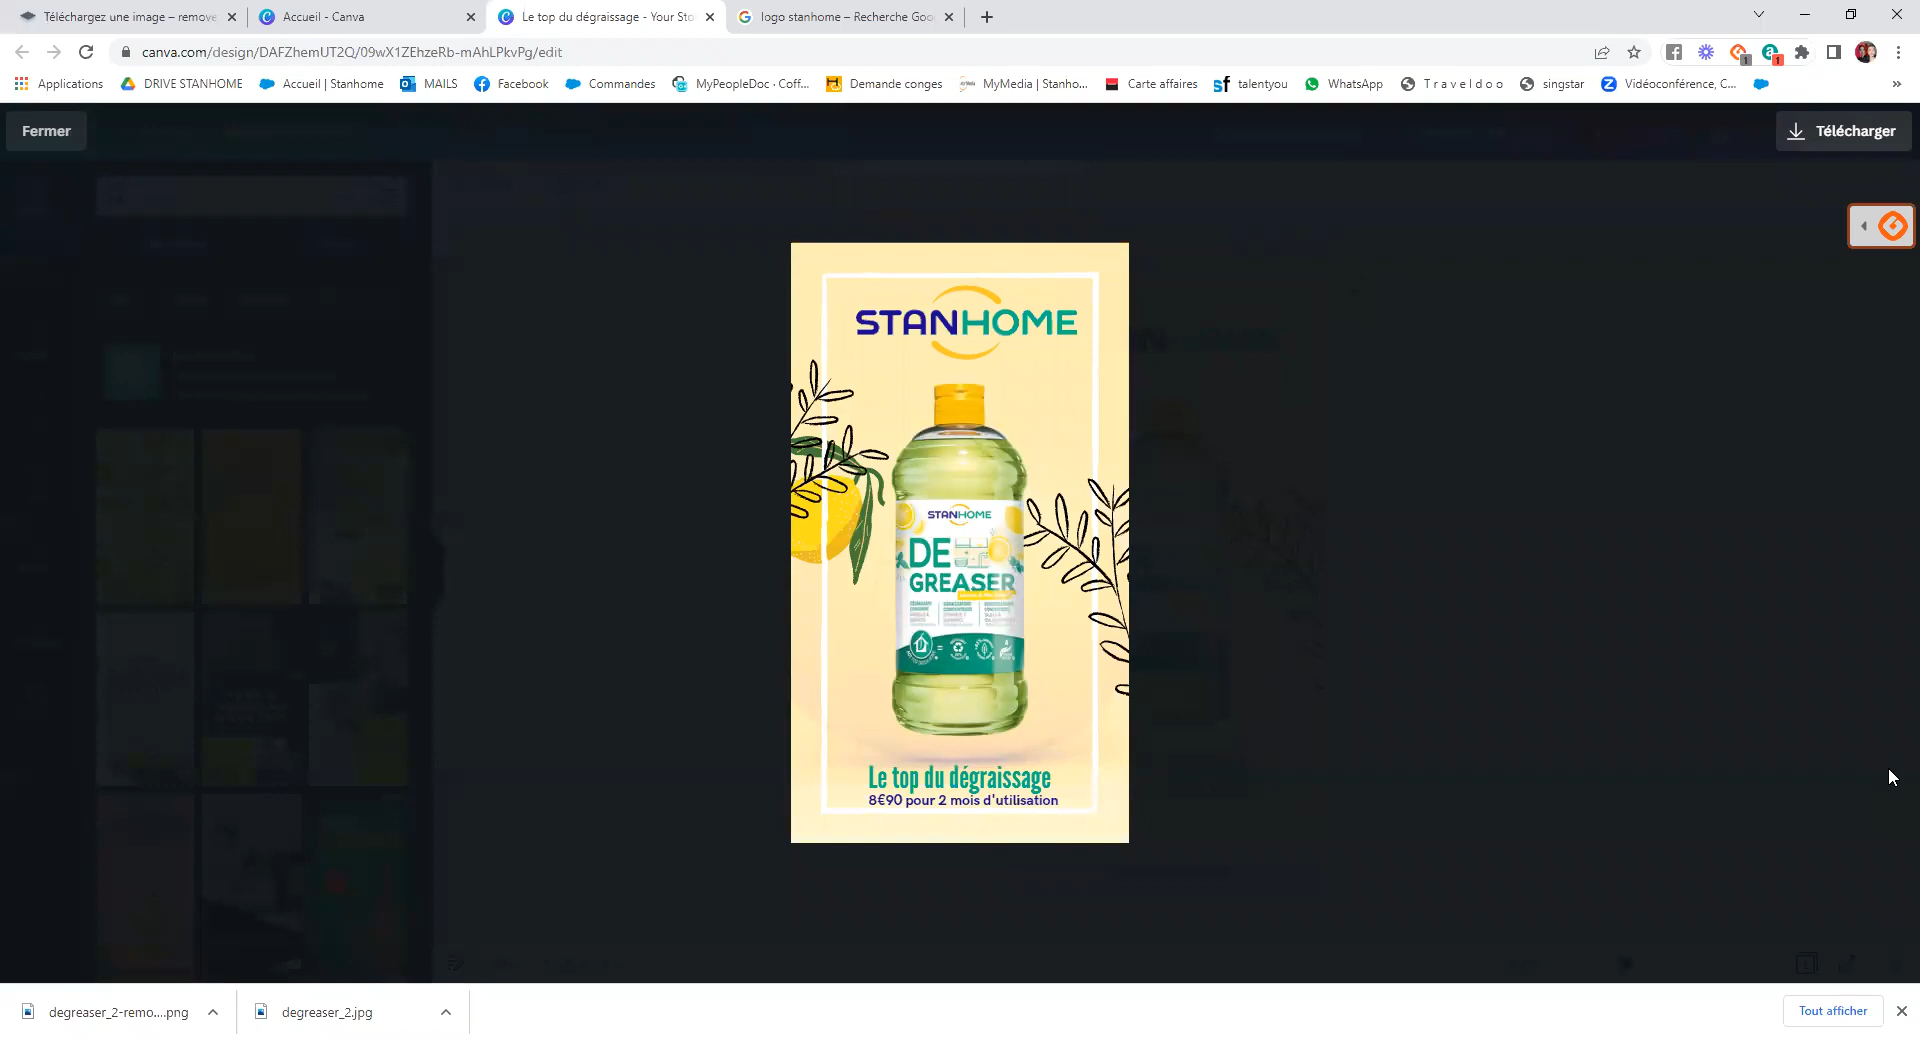 Téléchargez une image – remove
Accueil - Canva
Le top du dégraissage - Your Sto
logo stanhome – Recherche Goo
canva.com/design/DAFZhemUT2Q/09wX1ZEhzeRb-mAhLPkvPg/edit
1
1
Applications
DRIVE STANHOME
Accueil | Stanhome
MAILS
Facebook
Commandes
MyPeopleDoc · Coff...
Demande conges
MyMedia | Stanho...
Carte affaires
sf talentyou
WhatsApp
T r a v e l d o o
singstar
Vidéoconférence, C...
»
Fermer
Télécharger
STANHOME
STANHOME
DE
GREASER
Le top du dégraissage
8€90 pour 2 mois d'utilisation
degreaser_2-remo....png
degreaser_2.jpg
Tout afficher